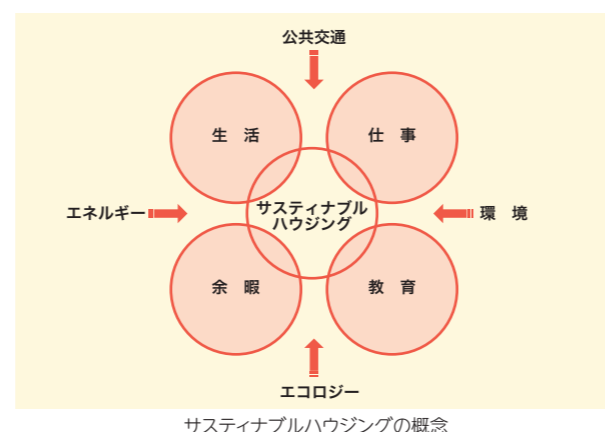 公共交通
生　活
仕　事
サスティナブル
ハウジング
エネルギー
環　境
余　暇
教　育
エコロジー
サスティナブルハウジングの概念